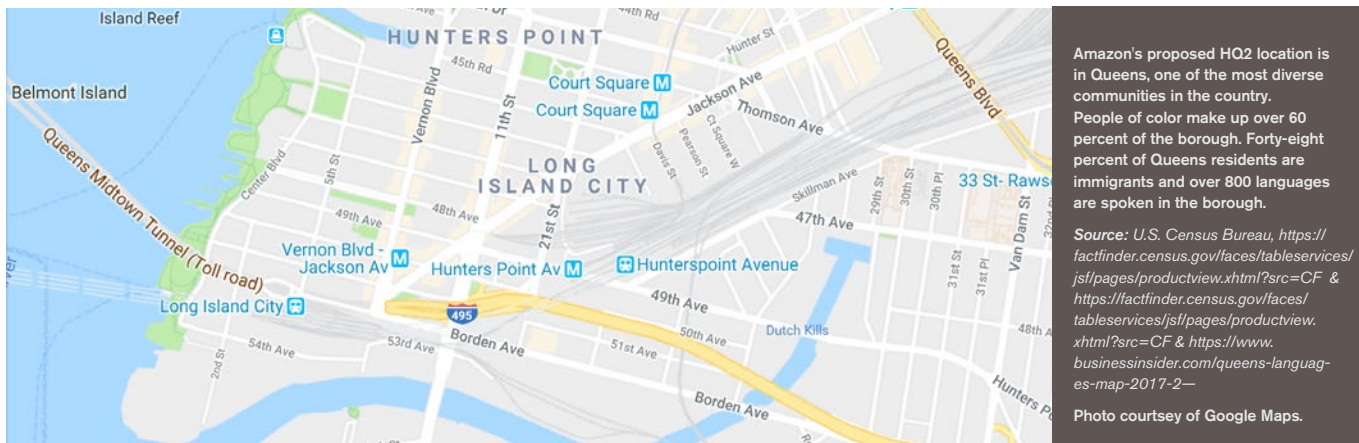 Island Reef
44th Dr
HUNTERS POINT
Hunter St
45th Rd
Queens Blvd
Court Square M
Belmont Island
Vernon Blvd
11th St
Court Square M
Jackson Ave
Thomson Ave
Ct Square W
Pearson St
Davis St
LONG
ISLAND CITY
Queens Midtown Tunnel (Toll road)
Center Blvd
5th St
Skillman Ave
29th St
30th St
30th Pl
33 St- Raws
32nd
Van Dam St
48th Ave
49th Ave
21st St
47th Ave
Vernon Blvd -
Jackson Av M
Hunters Point Av M
Hunterspoint Avenue
31st St
31st Pl
Long Island City
495
49th Ave
Dutch Kills
50th Ave
48th A
54th Ave
53rd Ave
Borden Ave
51st Ave
2nd St
Borden Ave
Hunters P
Amazon's proposed HQ2 location is
in Queens, one of the most diverse
communities in the country.
People of color make up over 60
percent of the borough. Forty-eight
percent of Queens residents are
immigrants and over 800 languages
are spoken in the borough.
Source: U.S. Census Bureau, https://
factfinder.census.gov/faces/tableservices/
jsf/pages/productview.xhtml?src=CF &
https://factfinder.census.gov/faces/
tableservices/jsf/pages/productview.
xhtml?src=CF & https://www.
businessinsider.com/queens-languag-
es-map-2017-2—
Photo courtsey of Google Maps.